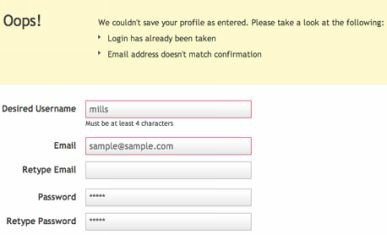 Oops!
We couldn't save your profile as entered. Please take a look at the following:
Login has already been taken
Email address doesn't match confirmation
Desired Username mills
Must be at least 4 characters
Email sample@sample.com
Retype Email
Password *****
Retype Password *****